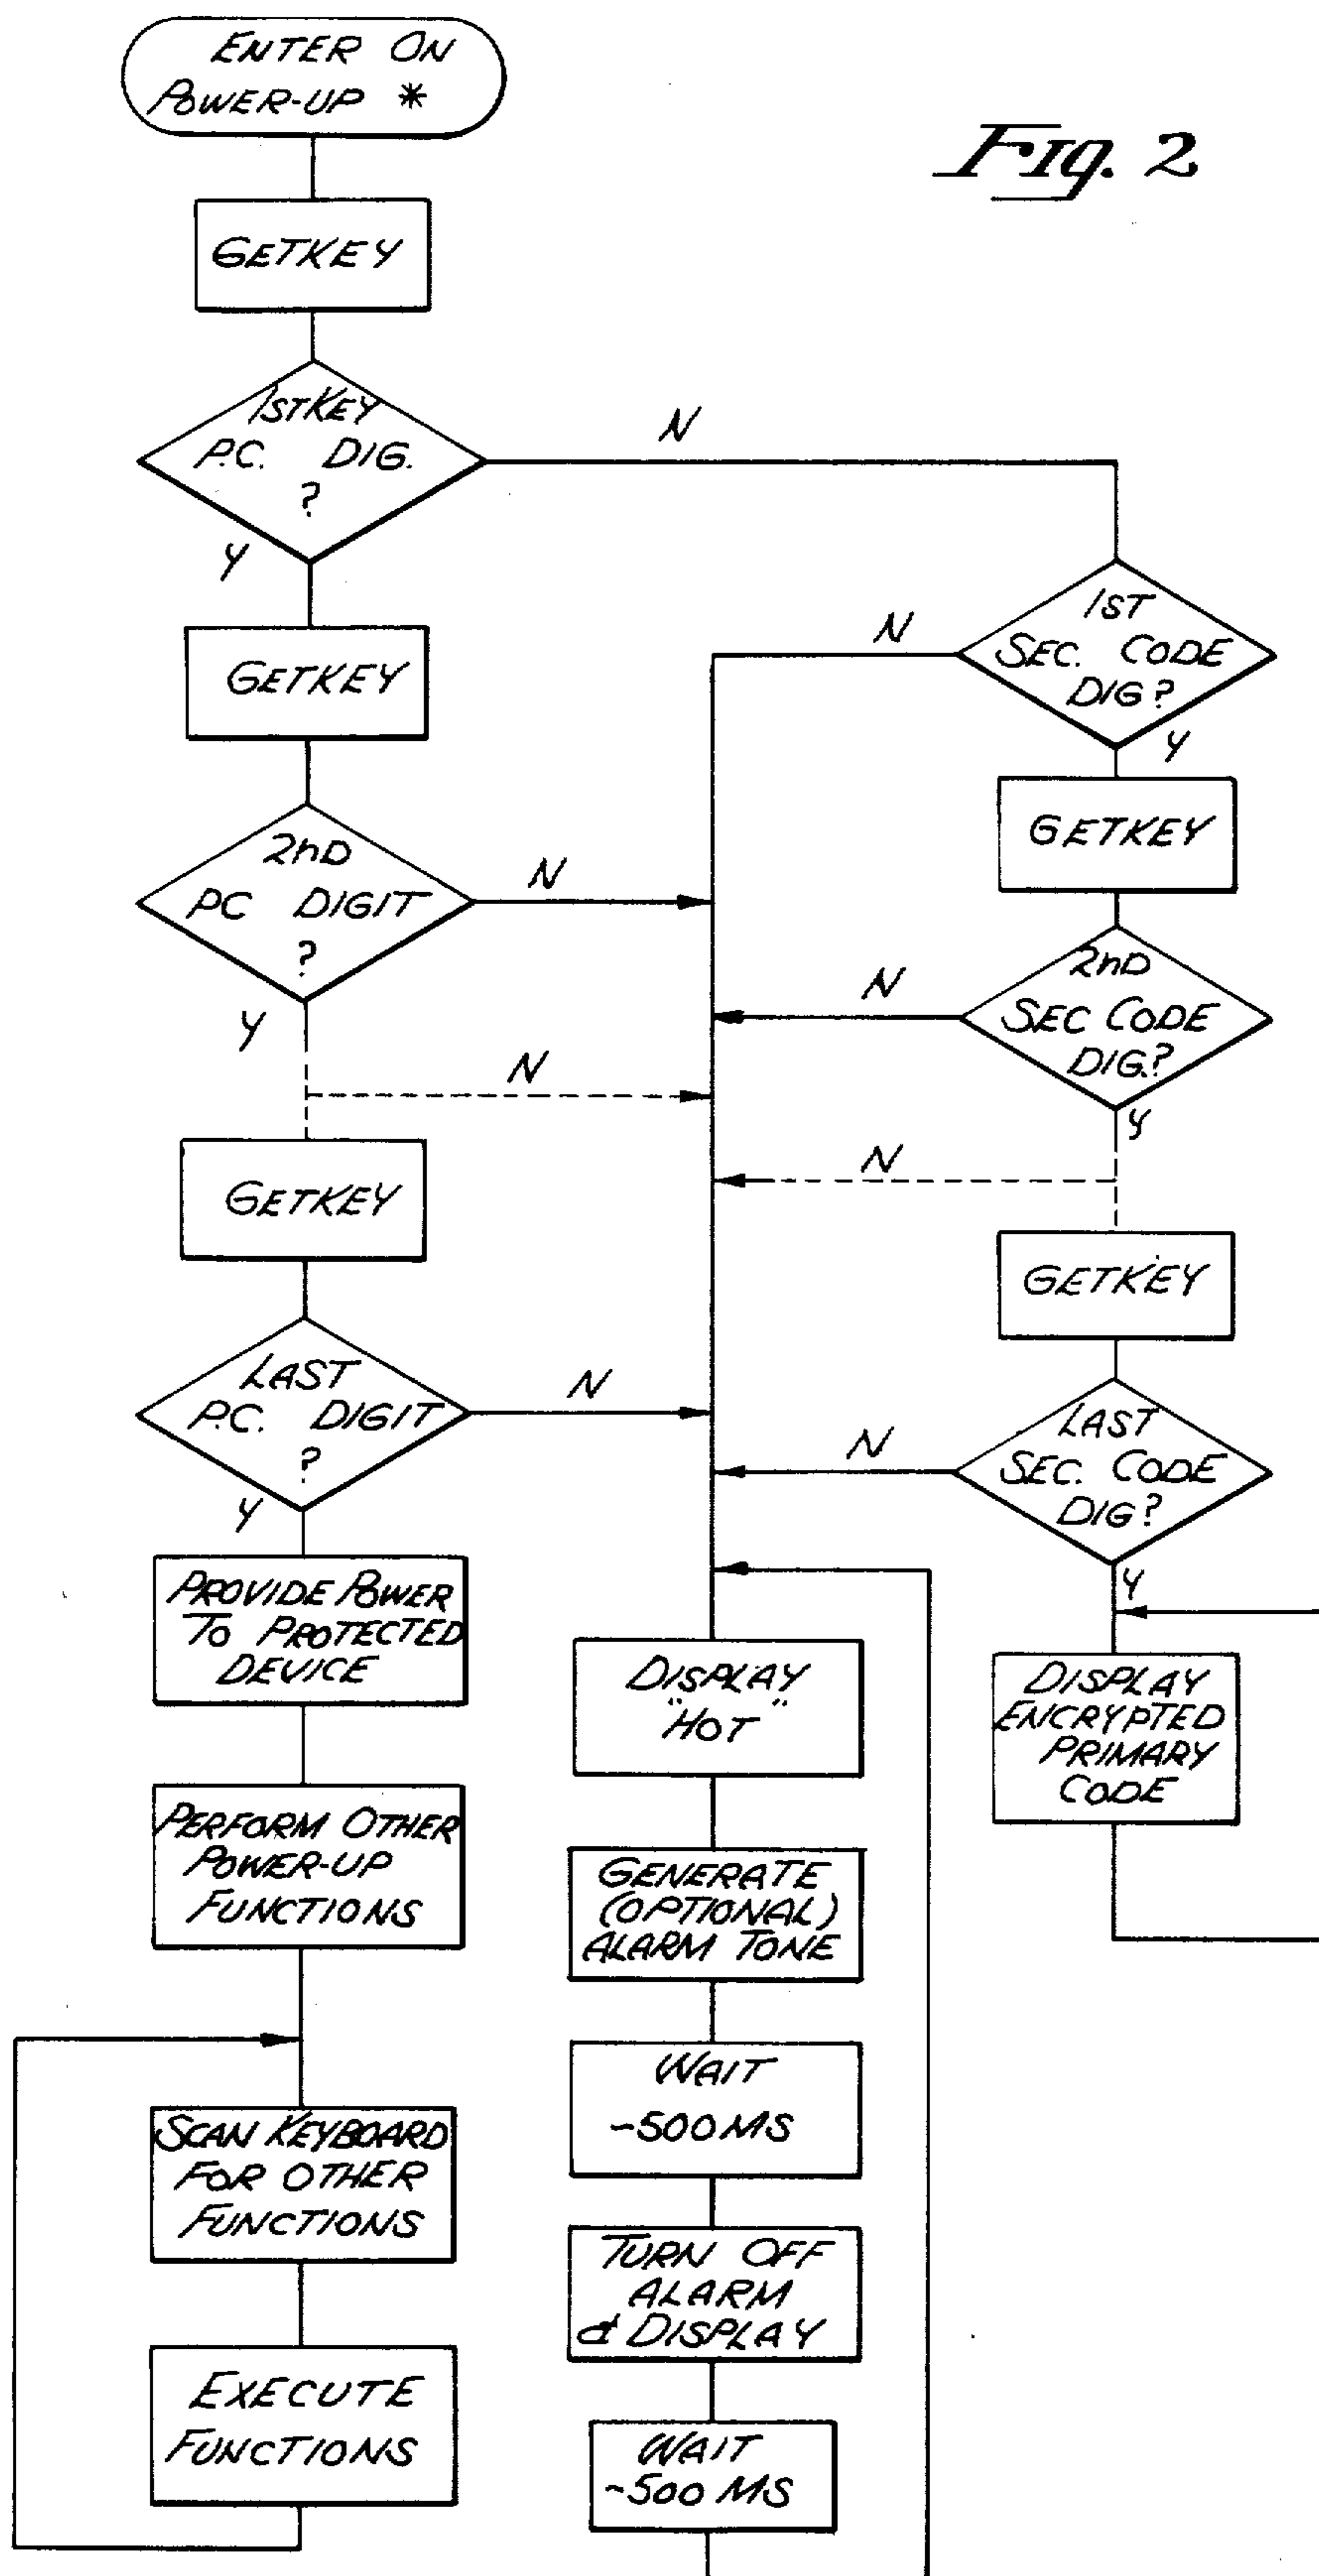 ENTER ON
POWER-UP *
Fig. 2
GETKEY
1ST KEY
P.C. DIG.
?
N
Y
GETKEY
1ST
SEC. CODE
DIG?
N
Y
GETKEY
2nD
PC DIGIT
?
N
Y
2nD
SEC CODE
DIG.?
N
Y
N
N
GETKEY
GETKEY
LAST
P.C. DIGIT
?
N
Y
LAST
SEC. CODE
DIG?
N
Y
PROVIDE POWER
TO PROTECTED
DEVICE
DISPLAY
"HOT"
DISPLAY
ENCRYPTED
PRIMARY
CODE
PERFORM OTHER
POWER-UP
FUNCTIONS
GENERATE
(OPTIONAL)
ALARM TONE
WAIT
~500 MS
SCAN KEYBOARD
FOR OTHER
FUNCTIONS
TURN OFF
ALARM
& DISPLAY
EXECUTE
FUNCTIONS
WAIT
~500 MS